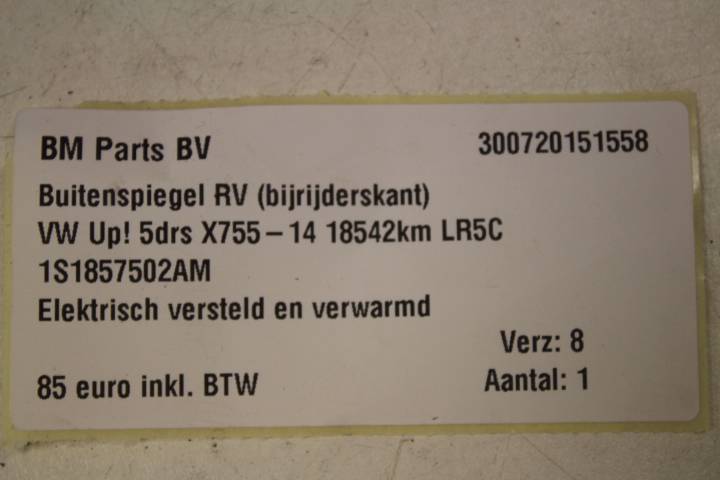 BM Parts BV 300720151558
Buitenspiegel RV (bijrijderskant)
VW Up! 5drs X755-14 18542km LR5C
1S1857502AM
Elektrisch versteld en verwarmd
Verz: 8
85 euro inkl. BTW Aantal: 1